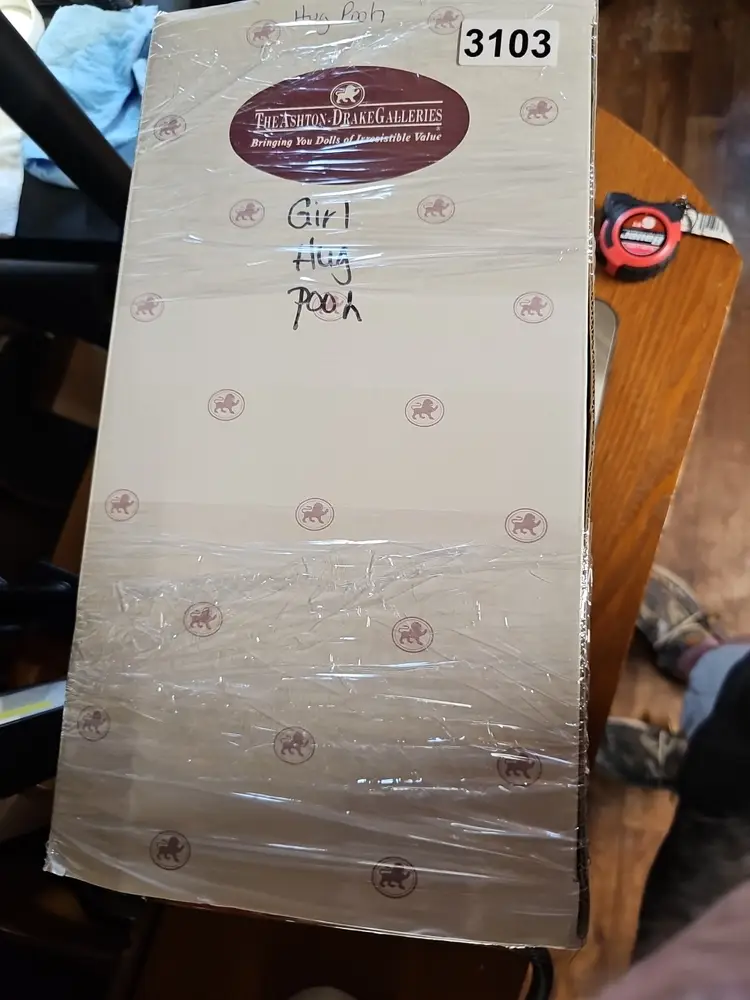 Hug Pooh
3103
THE ASHTON-DRAKE GALLERIES
Bringing You Dolls of Irresistible Value
Girl
Hug
Pooh